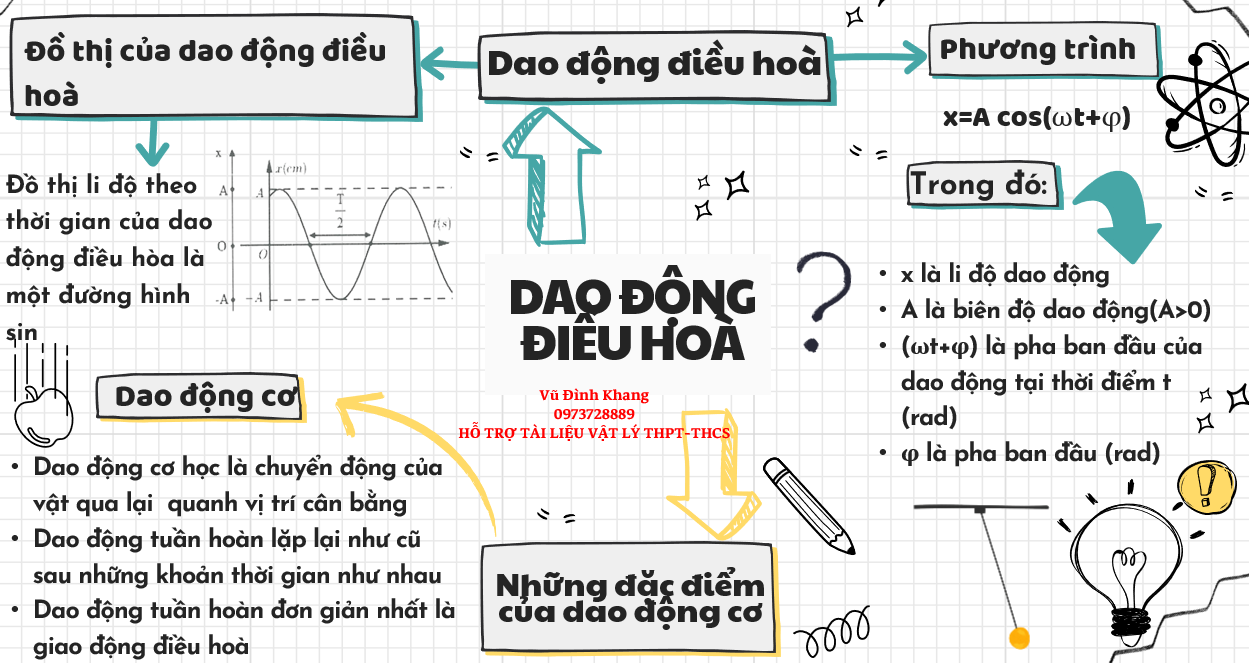 Đồ thị của dao động điều
hoà
Dao động điều hoà
Phương trình
x=A cos(ωt+φ)
Trong đó:
Đồ thị li độ theo
thời gian của dao
động điều hòa là
một đường hình
sin
x
A
O
-A
x(cm)
A
O
-A
T
2
t(s)
DAO ĐỘNG
ĐIỀU HOÀ
Vũ Đình Khang
0973728889
HỖ TRỢ TÀI LIỆU VẬT LÝ THPT-THCS
• x là li độ dao động
• A là biên độ dao động(A>0)
• (ωt+φ) là pha ban đầu của
dao động tại thời điểm t
(rad)
• φ là pha ban đầu (rad)
Dao động cơ
• Dao động cơ học là chuyển động của
vật qua lại quanh vị trí cân bằng
• Dao động tuần hoàn lặp lại như cũ
sau những khoản thời gian như nhau
• Dao động tuần hoàn đơn giản nhất là
giao động điều hoà
Những đặc điểm
của dao động cơ